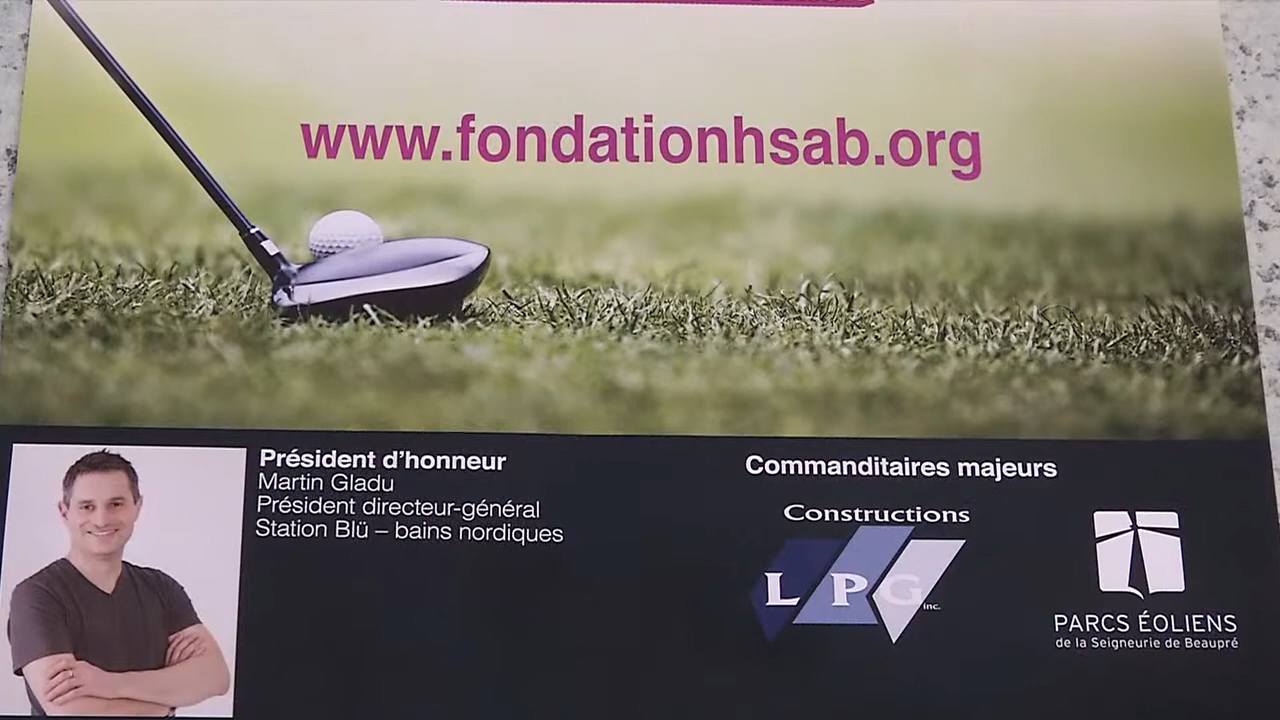 www.fondationhsab.org
Président d'honneur
Martin Gladu
Président directeur-général
Station Blü – bains nordiques
Commanditaires majeurs
Constructions
LPG
inc.
PARCS ÉOLIENS
de la Seigneurie de Beaupré